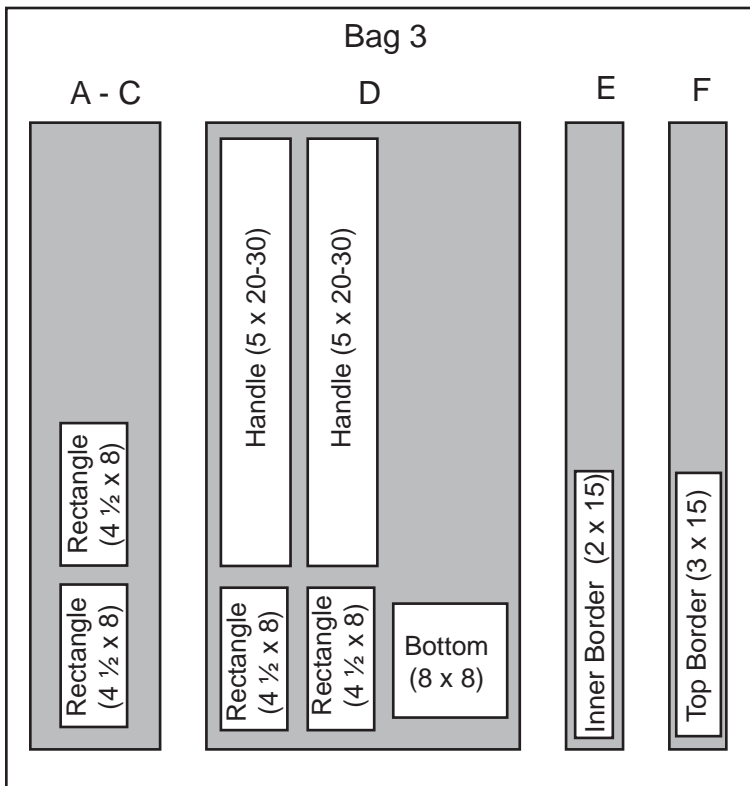 Bag 3
A - C
D
E
F
Rectangle
(4 ½ x 8)
Rectangle
(4 ½ x 8)
Handle (5 x 20-30)
Handle (5 x 20-30)
Rectangle
(4 ½ x 8)
Rectangle
(4 ½ x 8)
Bottom
(8 x 8)
Inner Border (2 x 15)
Top Border (3 x 15)